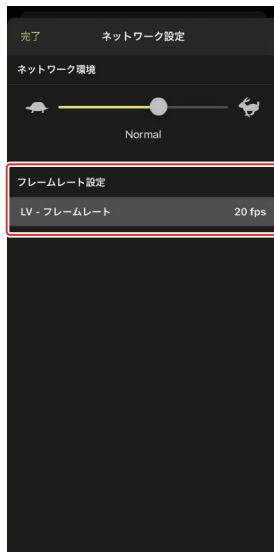 完了
ネットワーク設定
ネットワーク環境
Normal
フレームレート設定
LV - フレームレート
20 fps